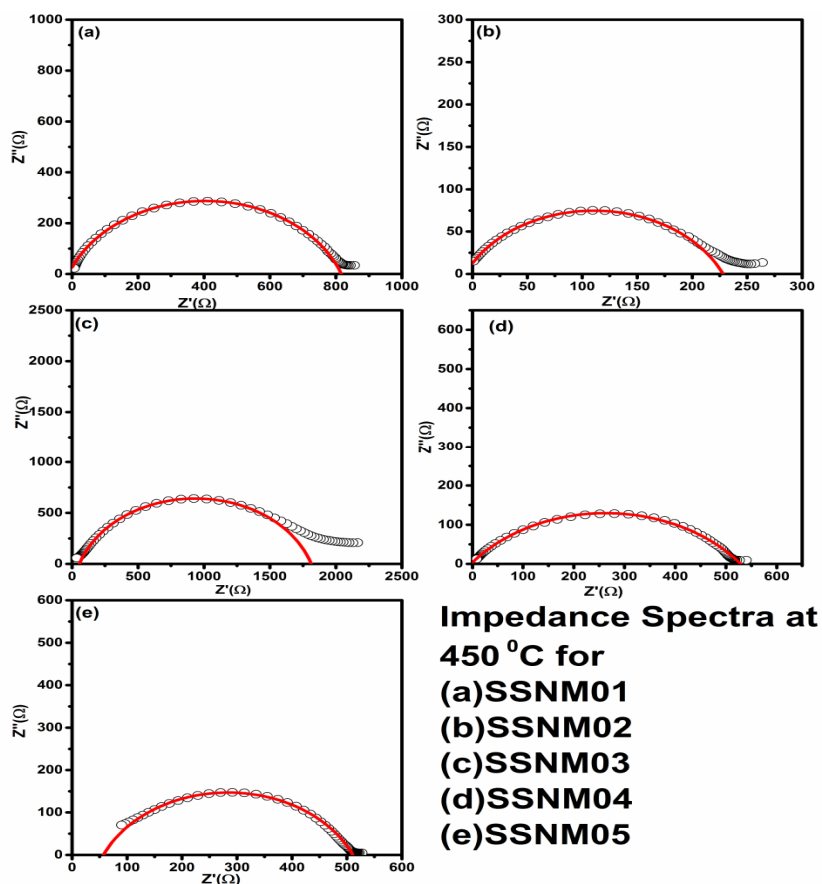 (a)
1000
800
600
400
200
0
Z"(Ω)
0 200 400 600 800 1000
Z'(Ω)
(b)
300
250
200
150
100
50
0
Z"(Ω)
0 50 100 150 200 250 300
Z'(Ω)
(c)
2500
2000
1500
1000
500
0
Z"(Ω)
0 500 1000 1500 2000 2500
Z'(Ω)
(d)
600
500
400
300
200
100
0
Z"(Ω)
0 100 200 300 400 500 600
Z'(Ω)
(e)
600
500
400
300
200
100
0
Z"(Ω)
0 100 200 300 400 500 600
Z'(Ω)
Impedance Spectra at
450 ⁰C for
(a)SSNM01
(b)SSNM02
(c)SSNM03
(d)SSNM04
(e)SSNM05